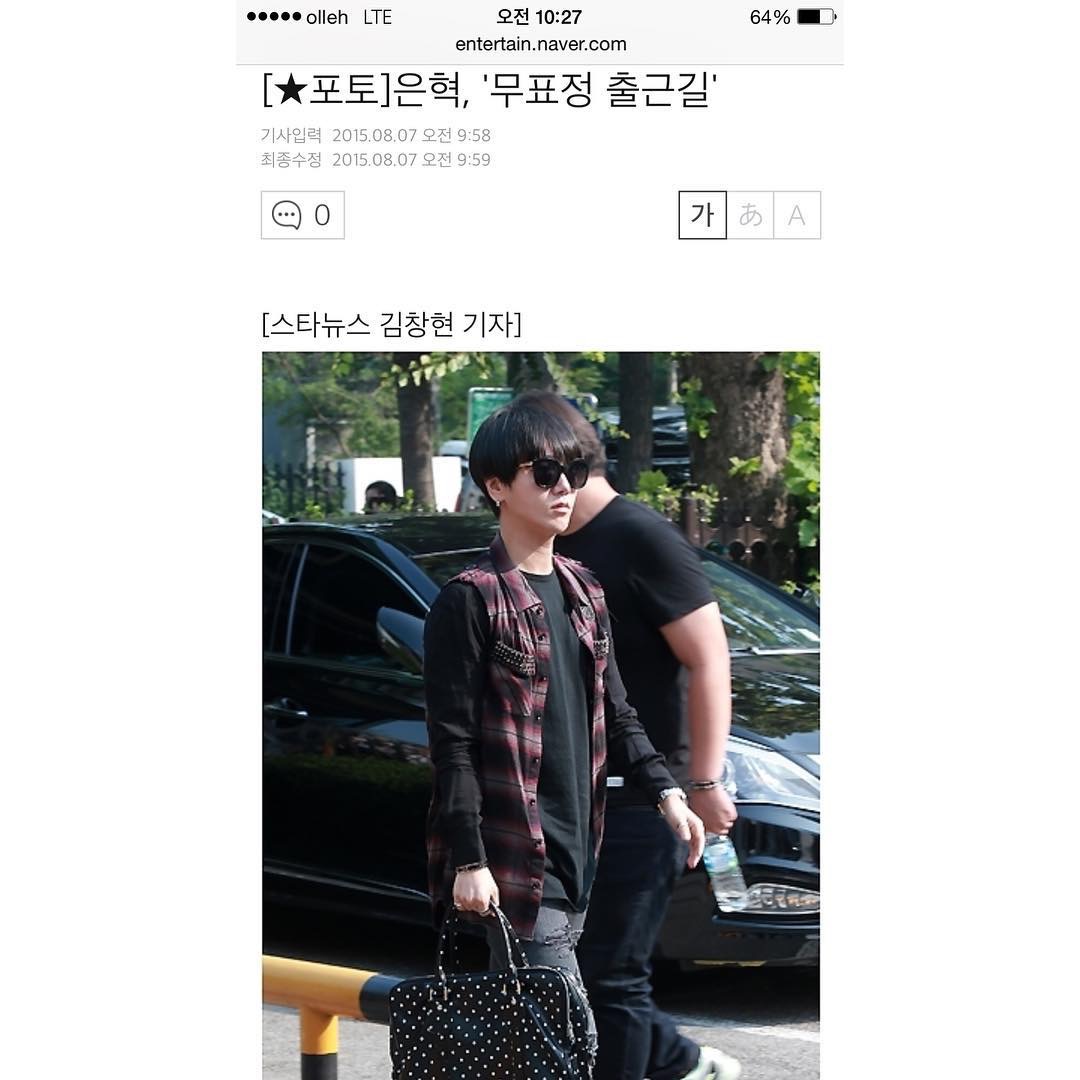 olleh LTE 오전 10:27 64%
entertain.naver.com
[★포토]은혁, '무표정 출근길'
기사입력 2015.08.07 오전 9:58
최종수정 2015.08.07 오전 9:59
0 가 あ A
[스타뉴스 김창현 기자]